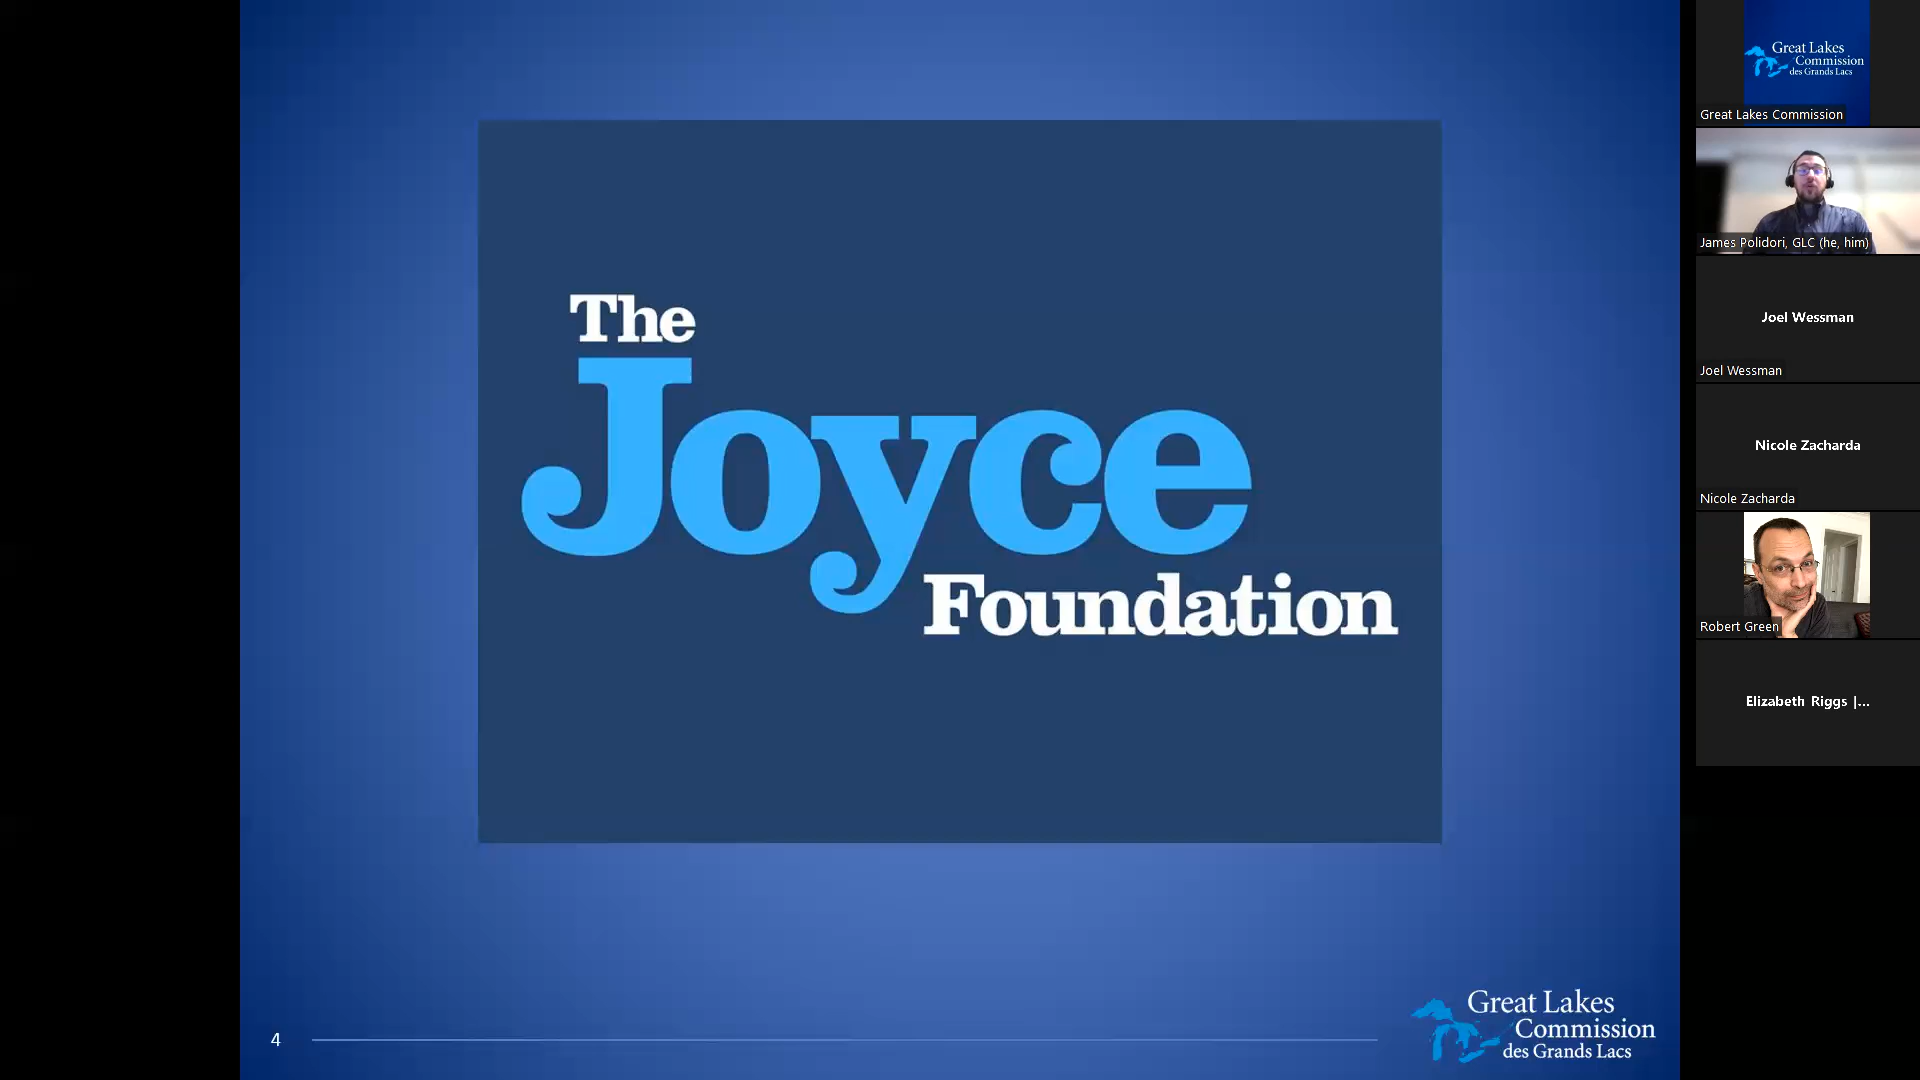 The
Joyce
Foundation
4
Great Lakes
Commission
des Grands Lacs
Great Lakes
Commission
des Grands Lacs
Great Lakes Commission
James Polidori, GLC (he, him)
Joel Wessman
Joel Wessman
Nicole Zacharda
Nicole Zacharda
Robert Green
Elizabeth Riggs |...